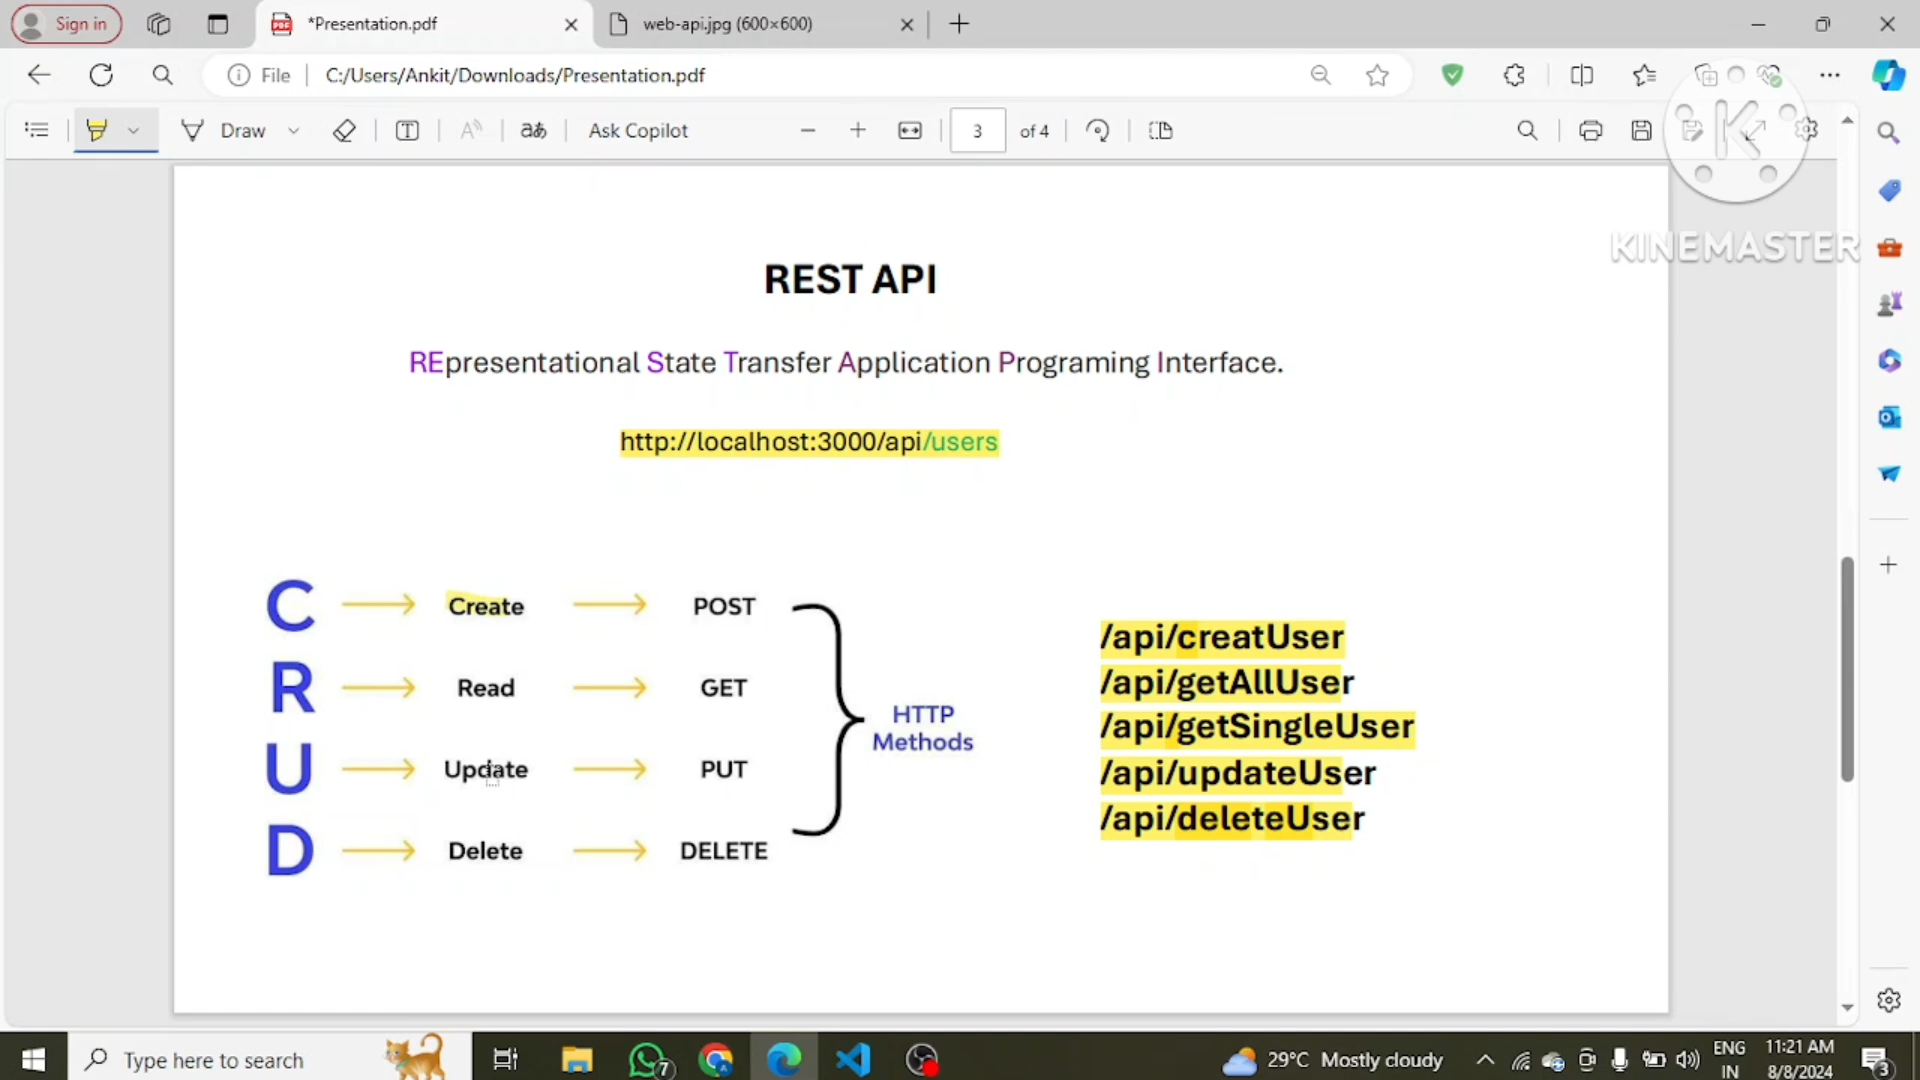 Sign in
*Presentation.pdf
web-api.jpg (600×600)
File
C:/Users/Ankit/Downloads/Presentation.pdf
Draw
Ask Copilot
3
of 4
KINEMASTER
REST API
REpresentational State Transfer Application Programing Interface.
http://localhost:3000/api/users
C Create POST
R Read GET
U Update PUT
D Delete DELETE
HTTP
Methods
/api/creatUser
/api/getAllUser
/api/getSingleUser
/api/updateUser
/api/deleteUser
Type here to search
7
29°C Mostly cloudy
ENG
IN
11:21 AM
8/8/2024
3